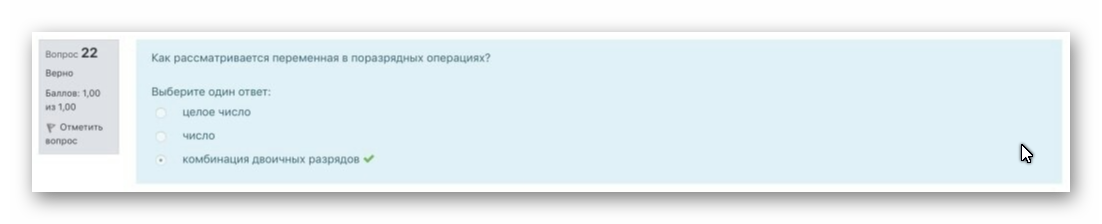 Вопрос 22
Верно
Баллов: 1,00
из 1,00
Отметить
вопрос
Как рассматривается переменная в поразрядных операциях?
Выберите один ответ:
целое число
число
комбинация двоичных разрядов